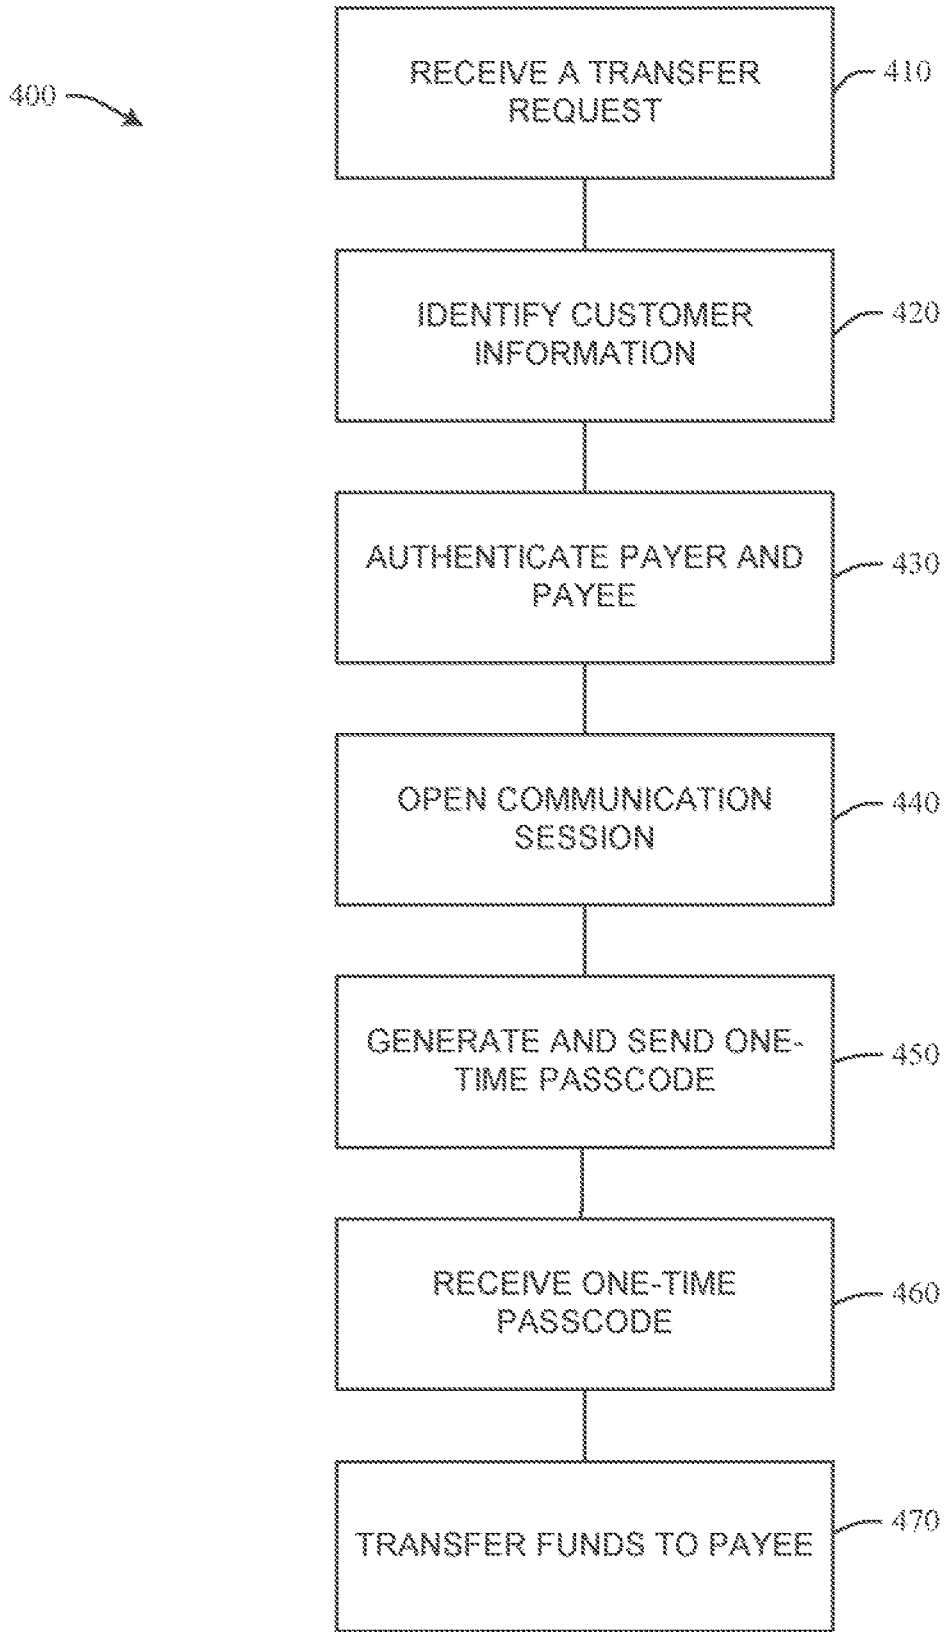 400
RECEIVE A TRANSFER
REQUEST
410
IDENTIFY CUSTOMER
INFORMATION
420
AUTHENTICATE PAYER AND
PAYEE
430
OPEN COMMUNICATION
SESSION
440
GENERATE AND SEND ONE-
TIME PASSCODE
450
RECEIVE ONE-TIME
PASSCODE
460
TRANSFER FUNDS TO PAYEE
470